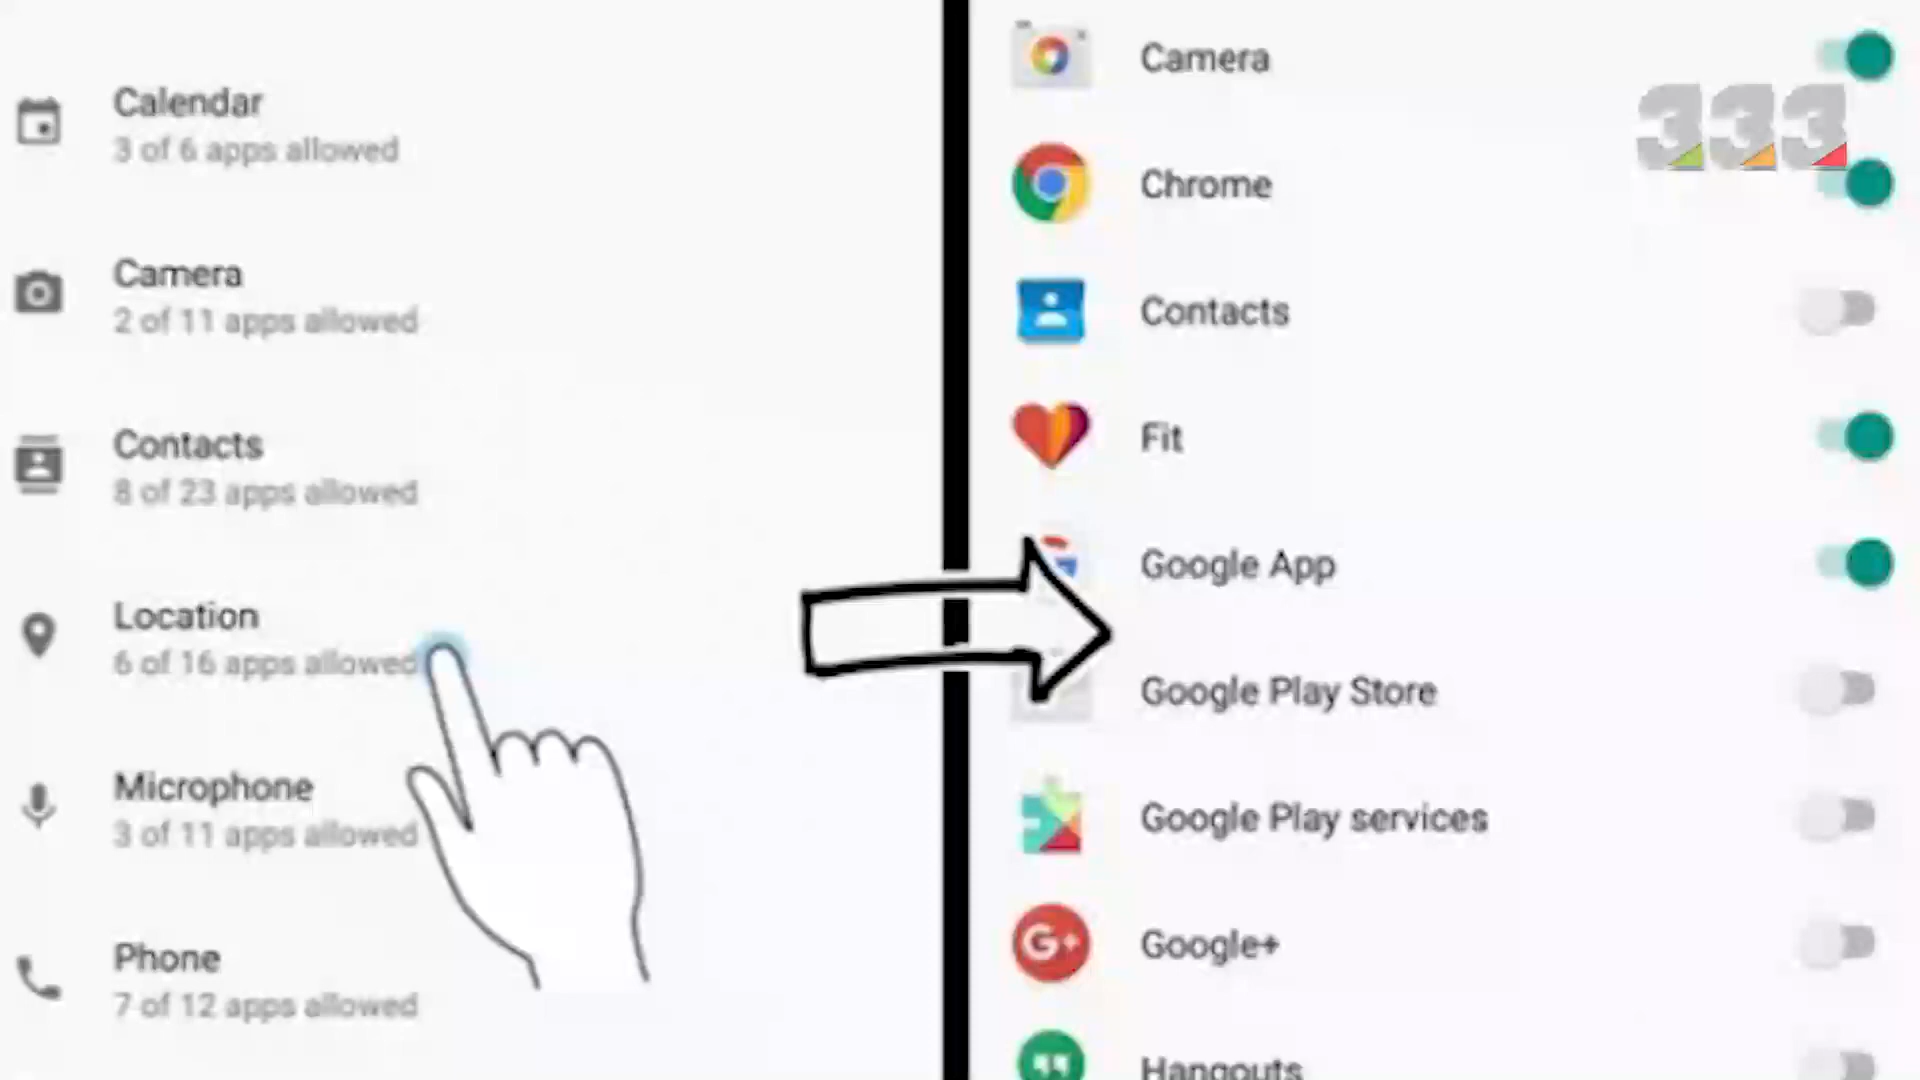 Calendar
3 of 6 apps allowed
Camera
2 of 11 apps allowed
Contacts
8 of 23 apps allowed
Location
6 of 16 apps allowed
Microphone
3 of 11 apps allowed
Phone
7 of 12 apps allowed
Camera
333
Chrome
Contacts
Fit
Google App
Google Play Store
Google Play services
G+
Google+
Hangouts